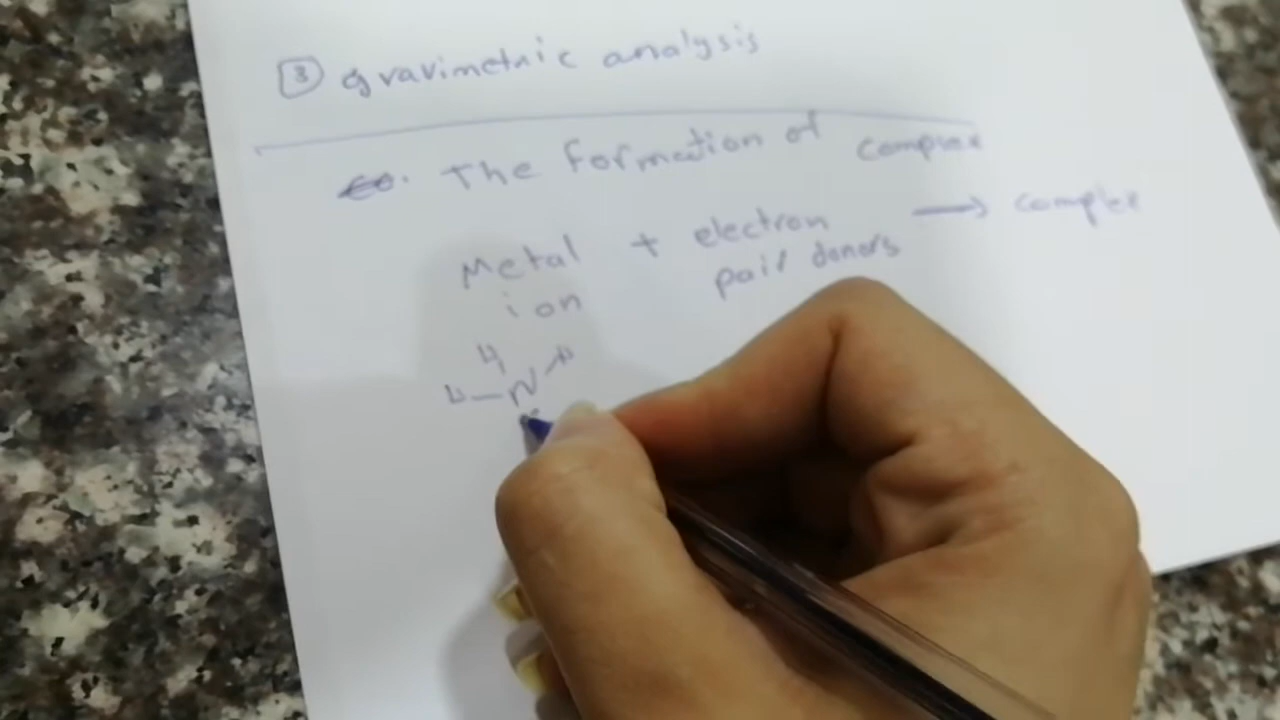 3 gravimetric analysis
The formation of complex
Metal + electron → complex
ion pair donors
H H
H - N